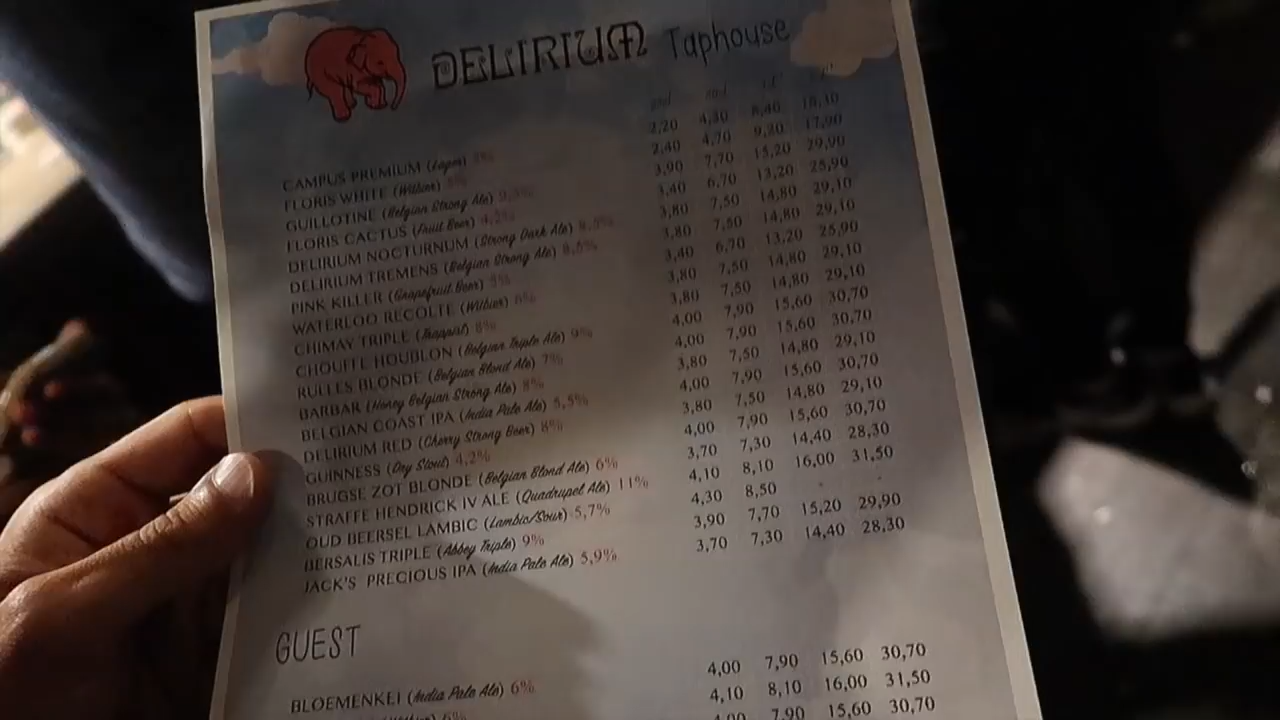 DELIRIUM Taphouse
CAMPUS PREMIUM (Lager) 5% 2,20 4,30 8,40
FLORIS WHITE (Witbier) 5% 2,40 4,70 9,20 17,90
GUILLOTINE (Belgian Strong Ale) 3,90 7,70 15,20 29,90
FLORIS CACTUS (Fruit Beer) 4,2% 3,40 6,70 13,20 25,90
DELIRIUM NOCTURNUM (Strong Dark Ale) 8,5% 3,80 7,50 14,80 29,10
DELIRIUM TREMENS (Belgian Strong Ale) 8,5% 3,80 7,50 14,80 29,10
PINK KILLER (Grapefruit Beer) 5% 3,40 6,70 13,20 25,90
WATERLOO RECOLTE (Witbier) 6% 3,80 7,50 14,80 29,10
CHIMAY TRIPLE (Trappist) 8% 3,80 7,50 14,80 29,10
CHOUFFE HOUBLON (Belgian Triple Ale) 9% 4,00 7,90 15,60 30,70
RULLES BLONDE (Belgian Blond Ale) 7% 4,00 7,90 15,60 30,70
BARBAR (Honey Belgian Strong Ale) 8% 3,80 7,50 14,80 29,10
BELGIAN COAST IPA (India Pale Ale) 5,5% 4,00 7,90 15,60 30,70
DELIRIUM RED (Cherry Strong Beer) 8% 3,80 7,50 14,80 29,10
GUINNESS (Dry Stout) 4,2% 4,00 7,90 15,60 30,70
BRUGSE ZOT BLONDE (Belgian Blond Ale) 6% 3,70 7,30 14,40 28,30
STRAFFE HENDRICK IV ALE (Quadrupel Ale) 11% 4,10 8,10 16,00 31,50
OUD BEERSEL LAMBIC (Lambic/Sour) 5,7% 4,30 8,50 - -
BERSALIS TRIPLE (Abbey Triple) 9% 3,90 7,70 15,20 29,90
JACK'S PRECIOUS IPA (India Pale Ale) 5,9% 3,70 7,30 14,40 28,30
GUEST
BLOEMENKEI (India Pale Ale) 6% 4,00 7,90 15,60 30,70
4,10 8,10 16,00 31,50
4,00 7,90 15,60 30,70